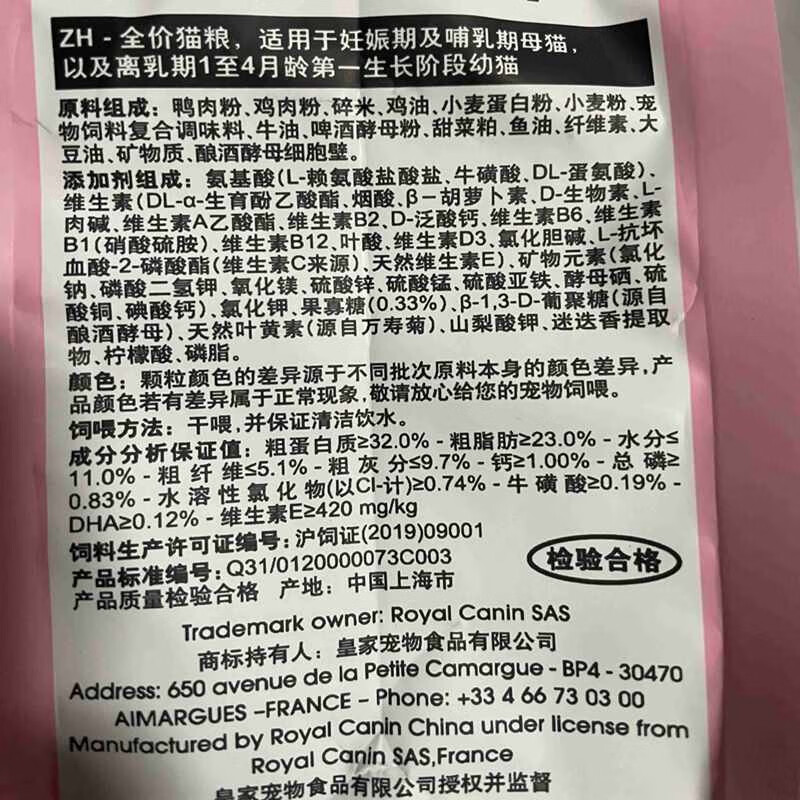 ZH - 全价猫粮，适用于妊娠期及哺乳期母猫，
以及离乳期1至4月龄第一生长阶段幼猫
原料组成：鸭肉粉、鸡肉粉、碎米、鸡油、小麦蛋白粉、小麦粉、宠
物饲料复合调味料、牛油、啤酒酵母粉、甜菜粕、鱼油、纤维素、大
豆油、矿物质、酿酒酵母细胞壁。
添加剂组成：氨基酸(L-赖氨酸盐酸盐、牛磺酸、DL-蛋氨酸)、
维生素(DL-α-生育酚乙酸酯、烟酸、β－胡萝卜素、D-生物素、L-
肉碱、维生素A乙酸酯、维生素B2、D-泛酸钙、维生素B6、维生素
B1(硝酸硫胺)、维生素B12、叶酸、维生素D3、氯化胆碱、L-抗坏
血酸-2-磷酸酯(维生素C来源)、天然维生素E)、矿物元素(氯化
钠、磷酸二氢钾、氧化镁、硫酸锌、硫酸锰、硫酸亚铁、酵母硒、硫
酸铜、碘酸钙)、氯化钾、果寡糖(0.33%)、β-1,3-D-葡聚糖(源自
酿酒酵母)、天然叶黄素(源自万寿菊)、山梨酸钾、迷迭香提取
物、柠檬酸、磷脂。
颜色：颗粒颜色的差异源于不同批次原料本身的颜色差异,产
品颜色若有差异属于正常现象,敬请放心给您的宠物饲喂。
饲喂方法：干喂,并保证清洁饮水。
成分分析保证值：粗蛋白质≥32.0% - 粗脂肪≥23.0% - 水分≤
11.0% - 粗纤维≤5.1% - 粗灰分≤9.7% - 钙≥1.00% - 总磷≥
0.83% - 水溶性氯化物(以Cl-计)≥0.74% - 牛磺酸≥0.19% -
DHA≥0.12% - 维生素E≥420 mg/kg
饲料生产许可证编号：沪饲证(2019)09001
产品标准编号：Q31/0120000073C003
检验合格
产品质量检验合格 产地：中国上海市
Trademark owner: Royal Canin SAS
商标持有人：皇家宠物食品有限公司
Address: 650 avenue de la Petite Camargue - BP4 - 30470
AIMARGUES –FRANCE – Phone: +33 4 66 73 03 00
Manufactured by Royal Canin China under license from
Royal Canin SAS,France
皇家宠物食品有限公司授权并监督